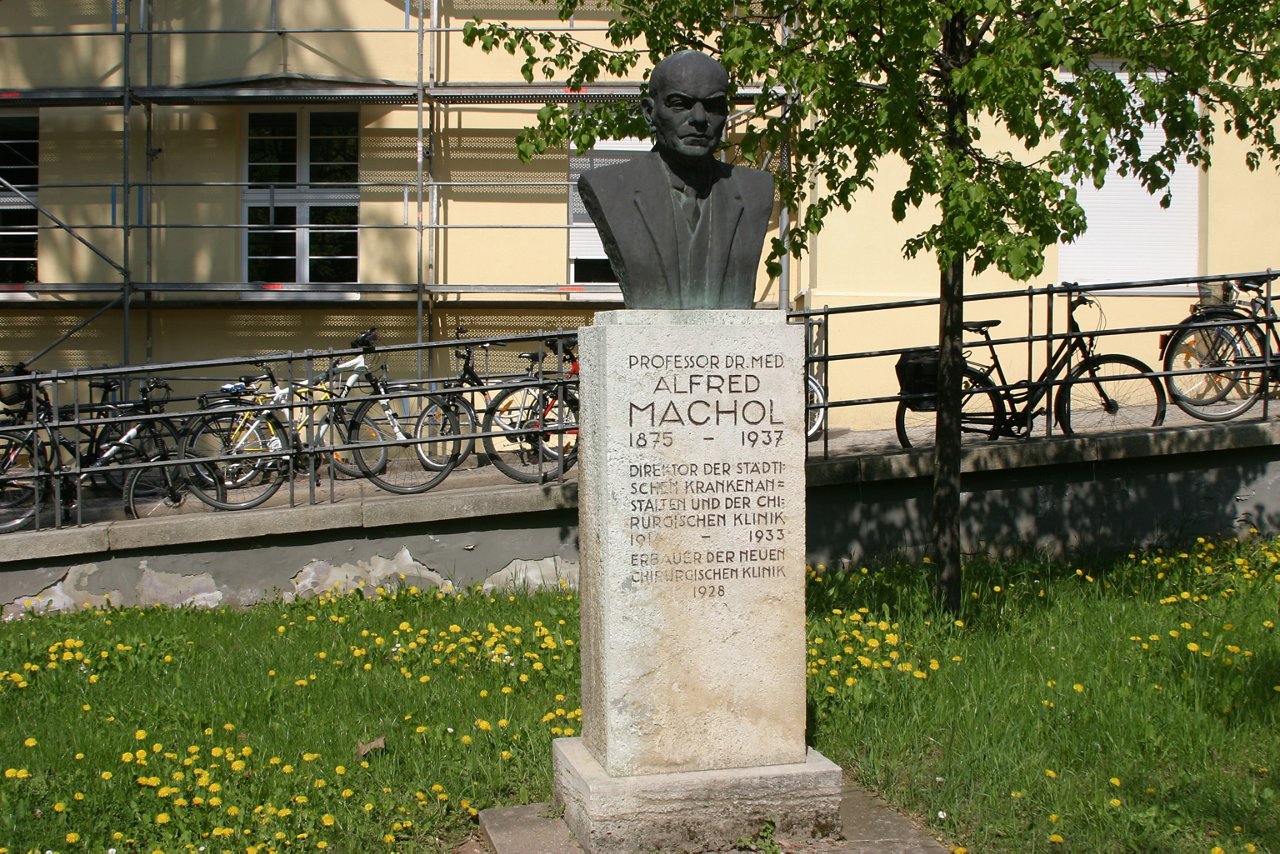 PROFESSOR DR. MED.
ALFRED
MACHOL
1875 – 1937
DIREKTOR DER STÄDTI=
SCHEN KRANKENAN=
STALTEN UND DER CHI=
RURGISCHEN KLINIK
1914 – 1933
ERBAUER DER NEUEN
CHIRURGISCHEN KLINIK
1928